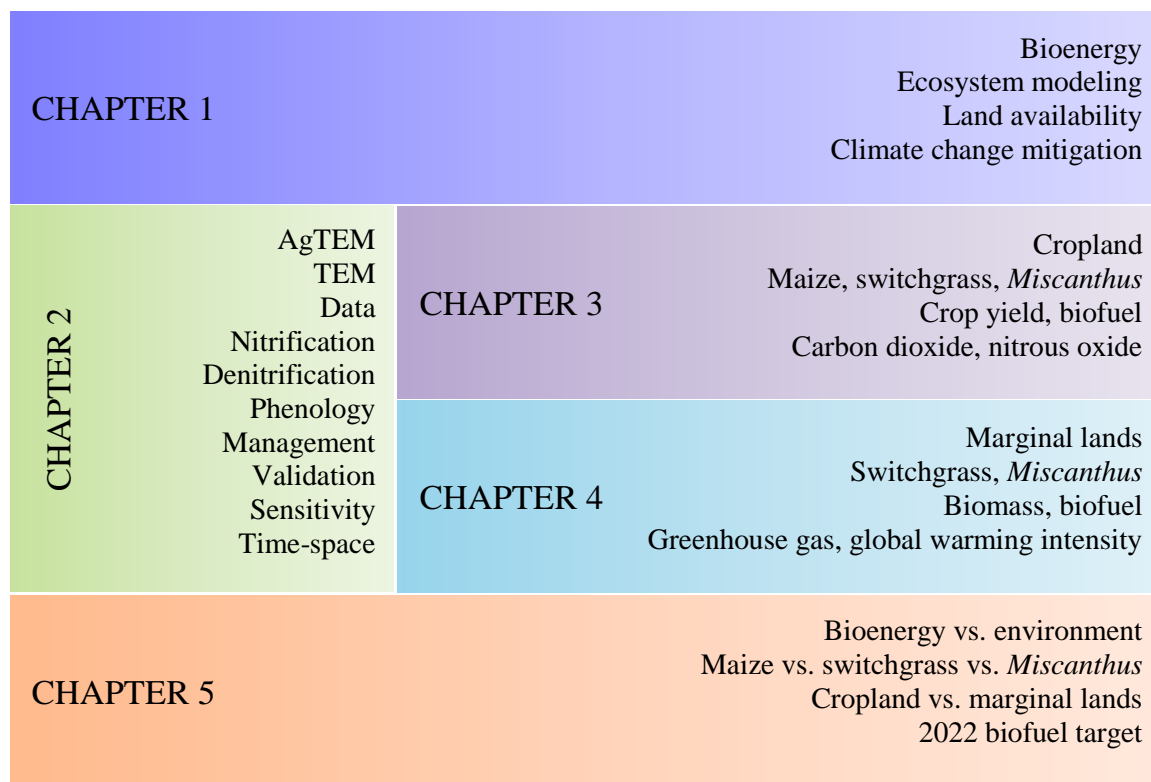 CHAPTER 1
Bioenergy
Ecosystem modeling
Land availability
Climate change mitigation
CHAPTER 2
AgTEM
TEM
Data
Nitrification
Denitrification
Phenology
Management
Validation
Sensitivity
Time-space
CHAPTER 3
Cropland
Maize, switchgrass, Miscanthus
Crop yield, biofuel
Carbon dioxide, nitrous oxide
CHAPTER 4
Marginal lands
Switchgrass, Miscanthus
Biomass, biofuel
Greenhouse gas, global warming intensity
CHAPTER 5
Bioenergy vs. environment
Maize vs. switchgrass vs. Miscanthus
Cropland vs. marginal lands
2022 biofuel target